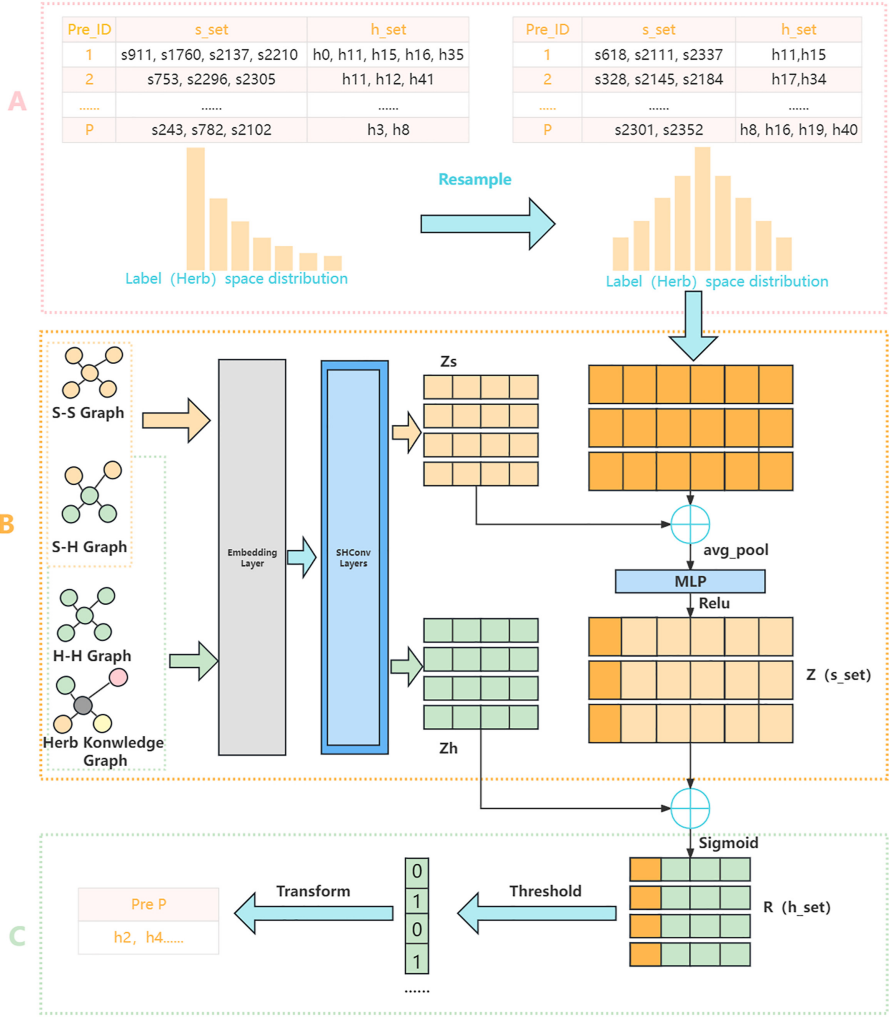 A
Pre_ID s_set h_set
1 s911, s1760, s2137, s2210 h0, h11, h15, h16, h35
2 s753, s2296, s2305 h11, h12, h41
...... ...... ......
P s243, s782, s2102 h3, h8
Pre_ID s_set h_set
1 s618, s2111, s2337 h11,h15
2 s328, s2145, s2184 h17,h34
..... ...... ......
P s2301, s2352 h8, h16, h19, h40
Resample
Label（Herb）space distribution
Label（Herb）space distribution
B
S-S Graph
S-H Graph
H-H Graph
Herb Konwledge
Graph
Embedding
Layer
SHConv
Layers
Zs
Zh
avg_pool
MLP
Relu
Z（s_set）
Sigmoid
C
R（h_set）
Threshold
0
1
0
1
......
Transform
Pre P
h2，h4......